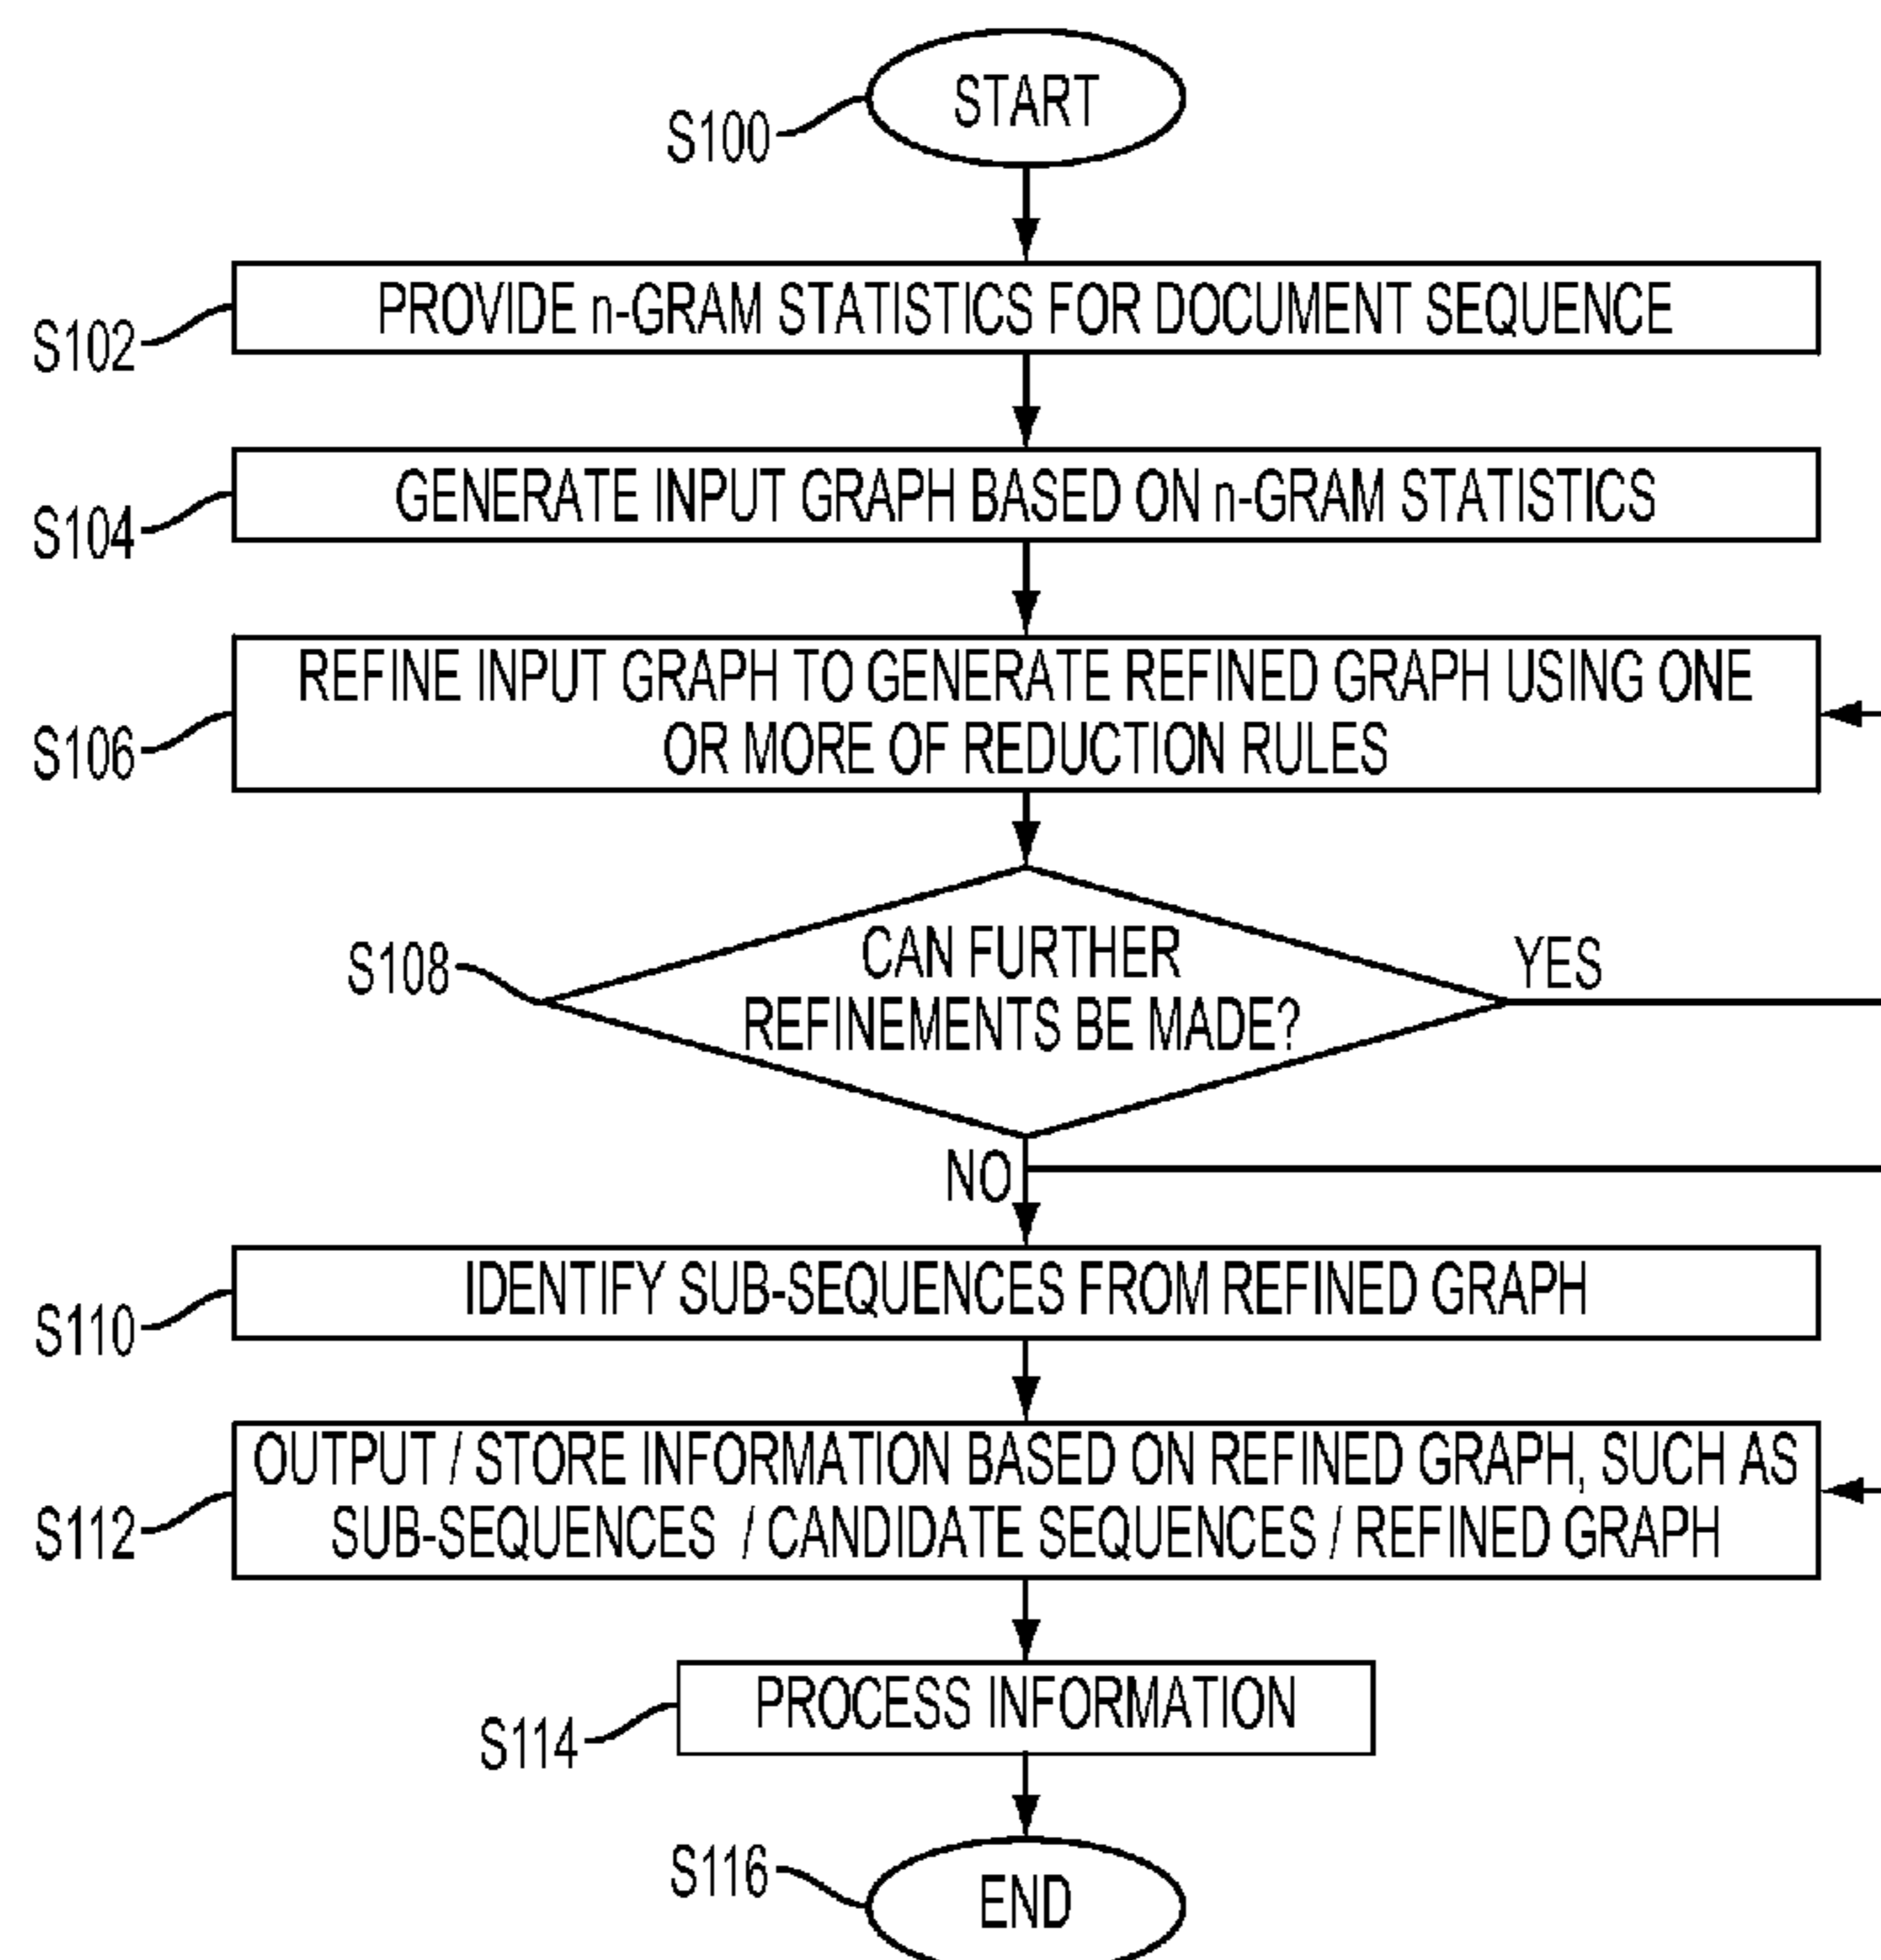 START
S100
PROVIDE n-GRAM STATISTICS FOR DOCUMENT SEQUENCE
S102
GENERATE INPUT GRAPH BASED ON n-GRAM STATISTICS
S104
REFINE INPUT GRAPH TO GENERATE REFINED GRAPH USING ONE
OR MORE OF REDUCTION RULES
S106
CAN FURTHER
REFINEMENTS BE MADE?
S108
YES
NO
IDENTIFY SUB-SEQUENCES FROM REFINED GRAPH
S110
OUTPUT / STORE INFORMATION BASED ON REFINED GRAPH, SUCH AS
SUB-SEQUENCES / CANDIDATE SEQUENCES / REFINED GRAPH
S112
PROCESS INFORMATION
S114
S116
END